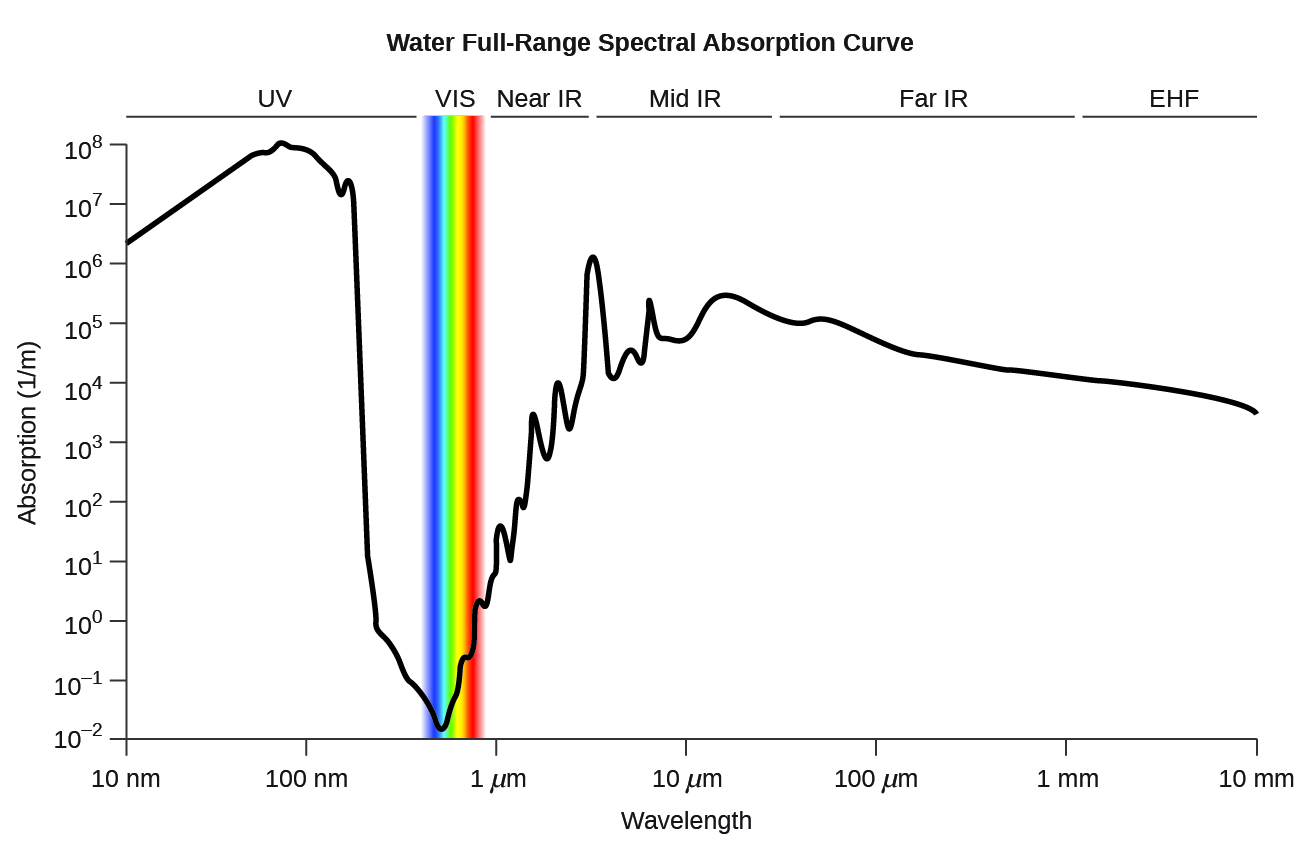 Water Full-Range Spectral Absorption Curve
UV VIS Near IR Mid IR Far IR EHF
10⁸
10⁷
10⁶
10⁵
10⁴
10³
10²
10¹
10⁰
10⁻¹
10⁻²
Absorption (1/m)
10 nm 100 nm 1 μm 10 μm 100 μm 1 mm 10 mm
Wavelength